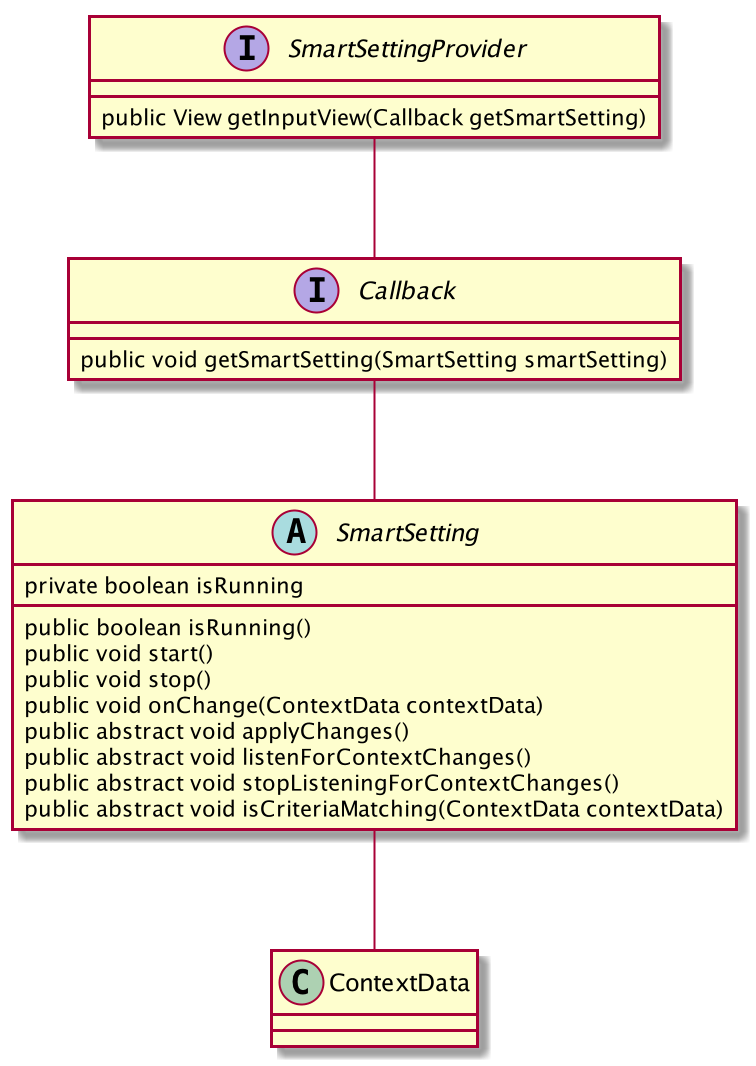 I SmartSettingProvider
public View getInputView(Callback getSmartSetting)
I Callback
public void getSmartSetting(SmartSetting smartSetting)
A SmartSetting
private boolean isRunning
public boolean isRunning()
public void start()
public void stop()
public void onChange(ContextData contextData)
public abstract void applyChanges()
public abstract void listenForContextChanges()
public abstract void stopListeningForContextChanges()
public abstract void isCriteriaMatching(ContextData contextData)
C ContextData